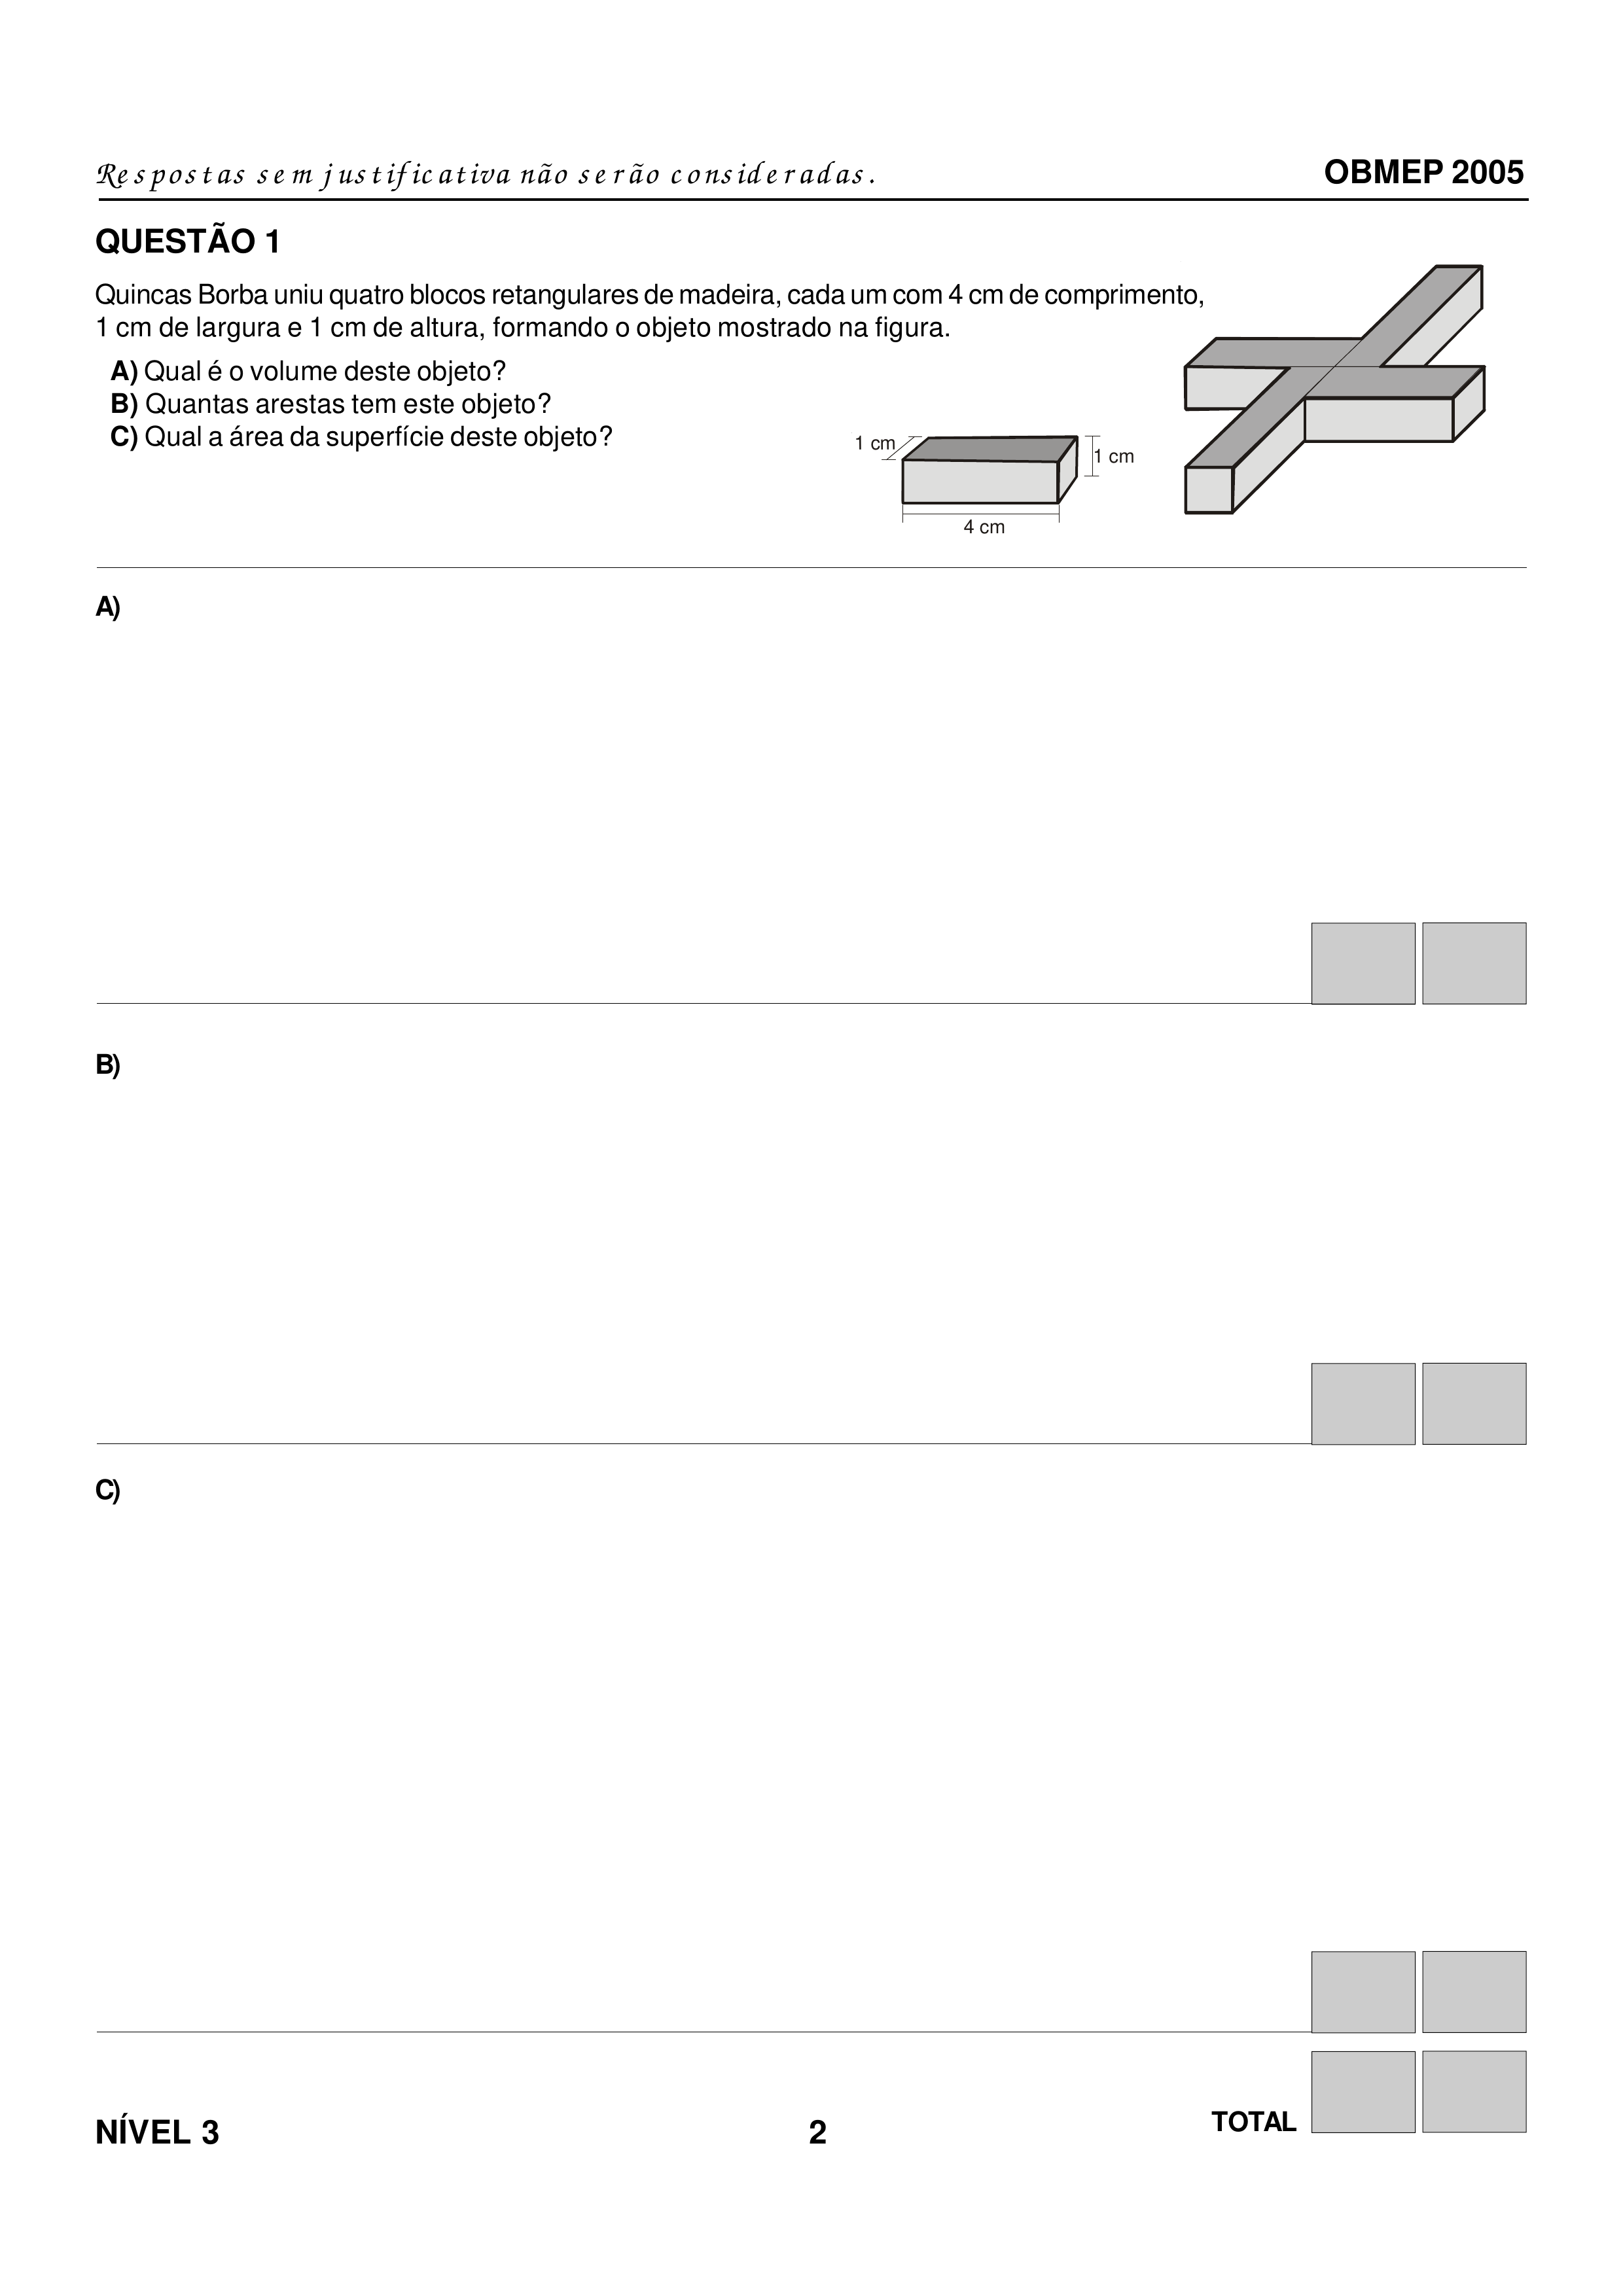 Respostas sem justificativa não serão consideradas. OBMEP 2005
QUESTÃO 1
Quincas Borba uniu quatro blocos retangulares de madeira, cada um com 4 cm de comprimento,
1 cm de largura e 1 cm de altura, formando o objeto mostrado na figura.
A) Qual é o volume deste objeto?
B) Quantas arestas tem este objeto?
C) Qual a área da superfície deste objeto?
1 cm
1 cm
4 cm
A)
B)
C)
TOTAL
NÍVEL 3 2